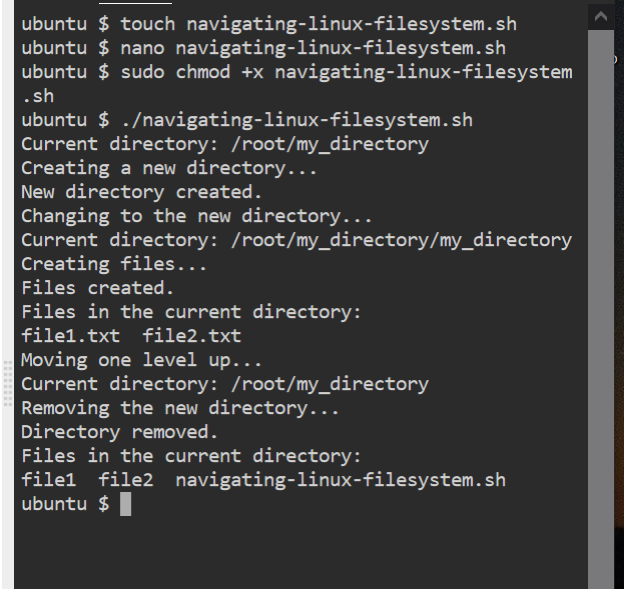 ubuntu $ touch navigating-linux-filesystem.sh
ubuntu $ nano navigating-linux-filesystem.sh
ubuntu $ sudo chmod +x navigating-linux-filesystem
.sh
ubuntu $ ./navigating-linux-filesystem.sh
Current directory: /root/my_directory
Creating a new directory...
New directory created.
Changing to the new directory...
Current directory: /root/my_directory/my_directory
Creating files...
Files created.
Files in the current directory:
file1.txt  file2.txt
Moving one level up...
Current directory: /root/my_directory
Removing the new directory...
Directory removed.
Files in the current directory:
file1  file2  navigating-linux-filesystem.sh
ubuntu $